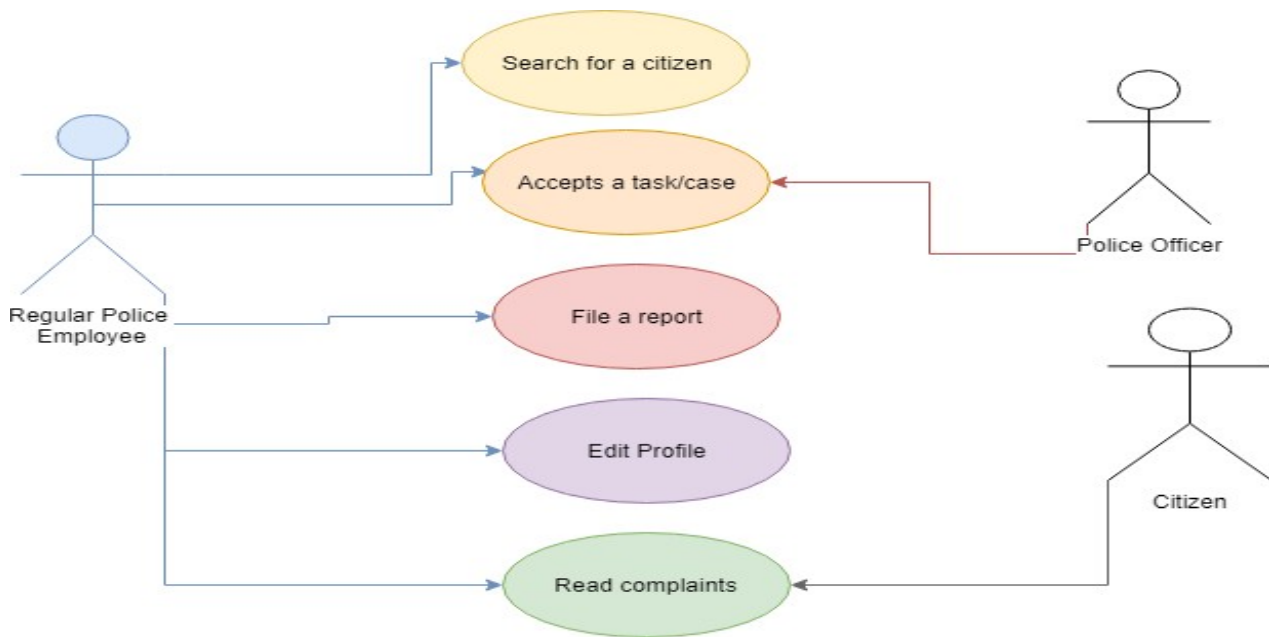 Search for a citizen
Accepts a task/case
Police Officer
Regular Police
Employee
File a report
Edit Profile
Citizen
Read complaints